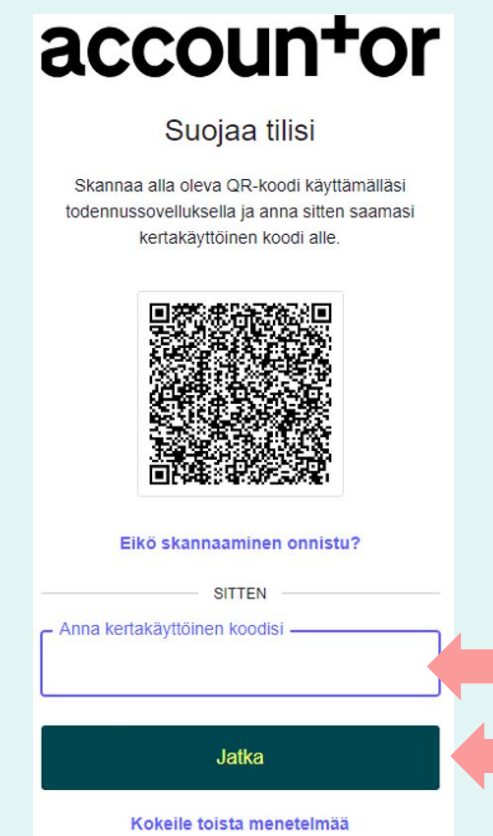 accountor
Suojaa tilisi
Skannaa alla oleva QR-koodi käyttämälläsi
todennussovelluksella ja anna sitten saamasi
kertakäyttöinen koodi alle.
Eikö skannaaminen onnistu?
SITTEN
Anna kertakäyttöinen koodisi
Jatka
Kokeile toista menetelmää